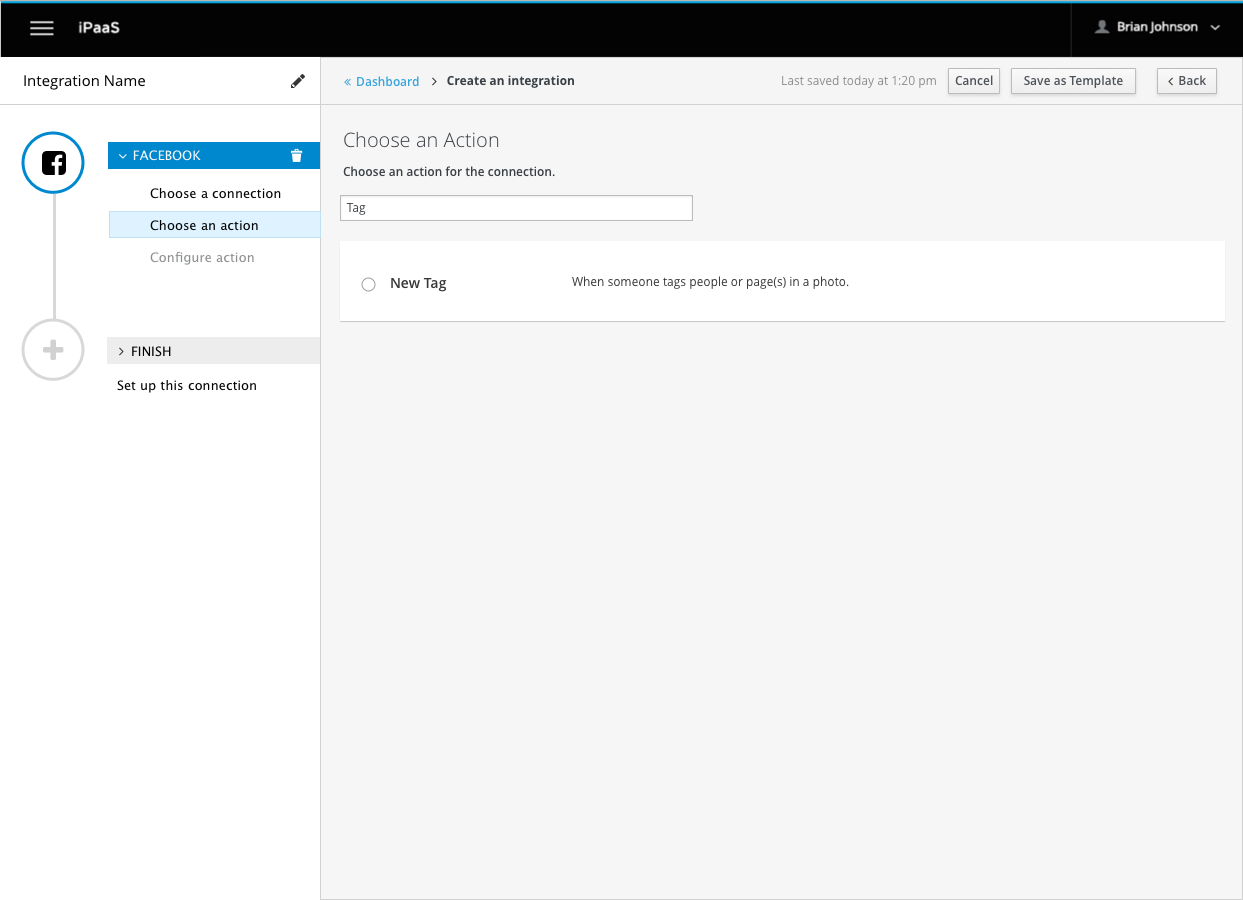 iPaaS
Brian Johnson
Integration Name
« Dashboard > Create an integration
Last saved today at 1:20 pm
Cancel
Save as Template
< Back
FACEBOOK
Choose a connection
Choose an action
Configure action
FINISH
Set up this connection
Choose an Action
Choose an action for the connection.
Tag
New Tag
When someone tags people or page(s) in a photo.